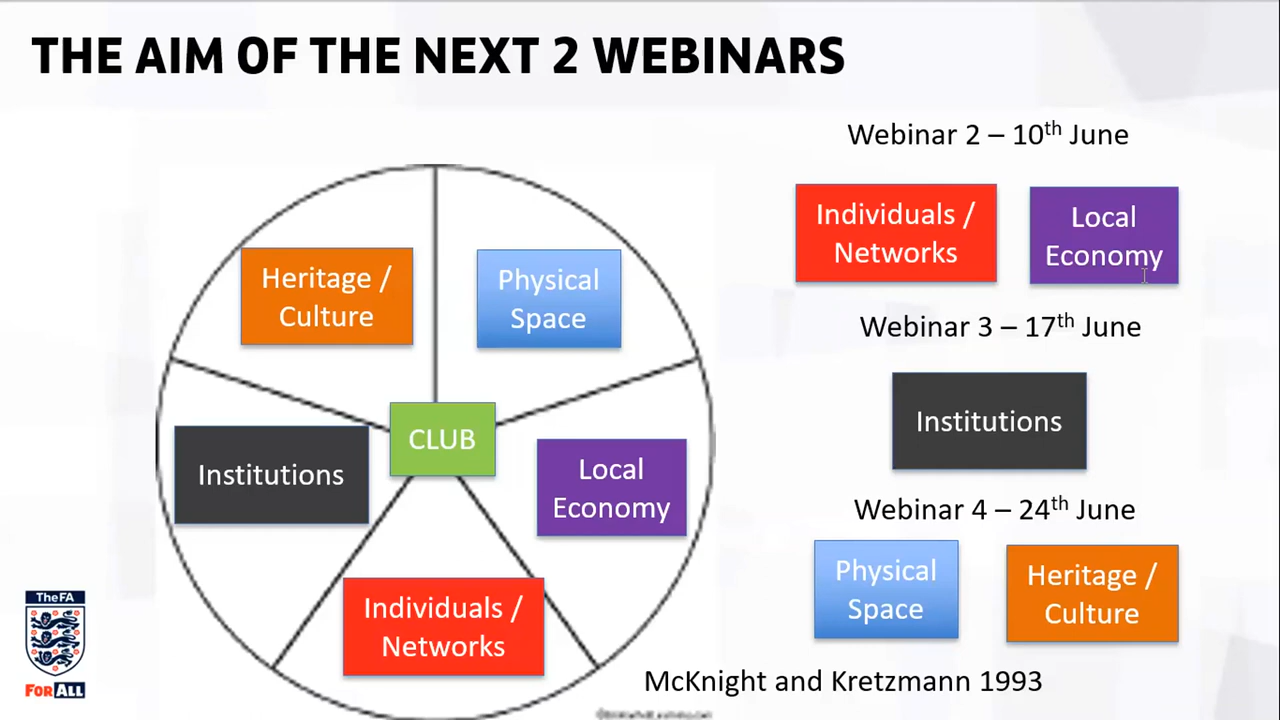 THE AIM OF THE NEXT 2 WEBINARS
Heritage /
Culture
Physical
Space
Institutions
CLUB
Local
Economy
Individuals /
Networks
Webinar 2 – 10th June
Individuals /
Networks
Local
Economy
Webinar 3 – 17th June
Institutions
Webinar 4 – 24th June
Physical
Space
Heritage /
Culture
McKnight and Kretzmann 1993
TheFA
FORALL